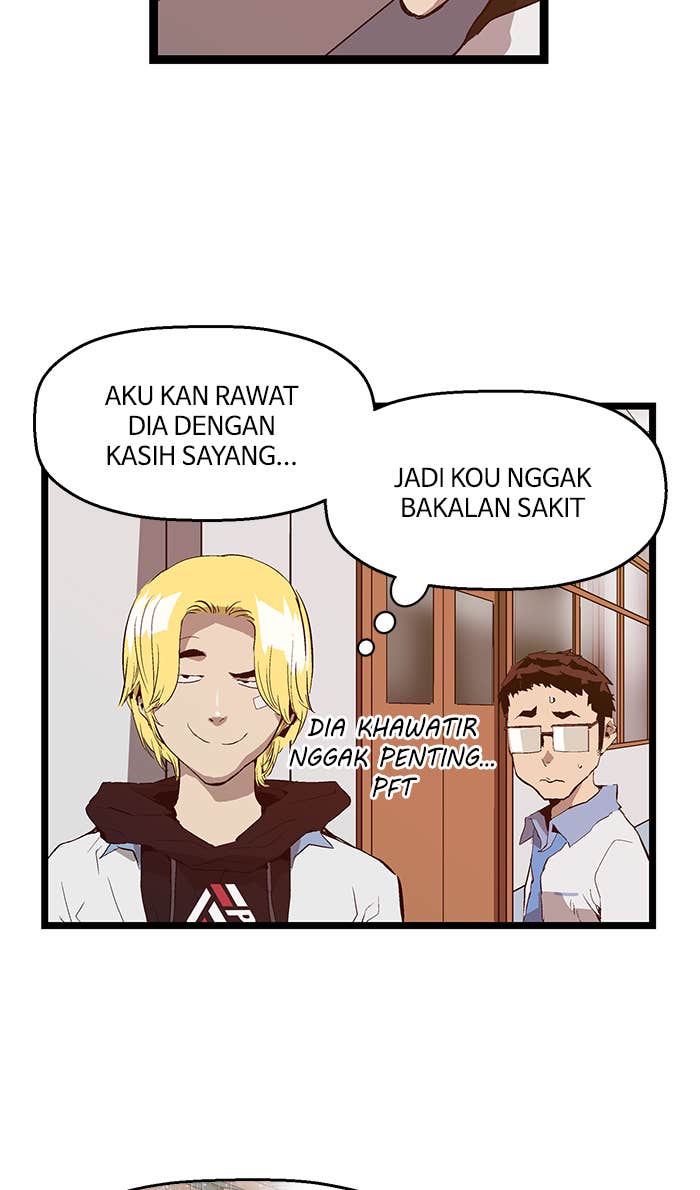 AKU KAN RAWAT
DIA DENGAN
KASIH SAYANG...
JADI KOU NGGAK
BAKALAN SAKIT
DIA KHAWATIR
NGGAK PENTING...
PFT